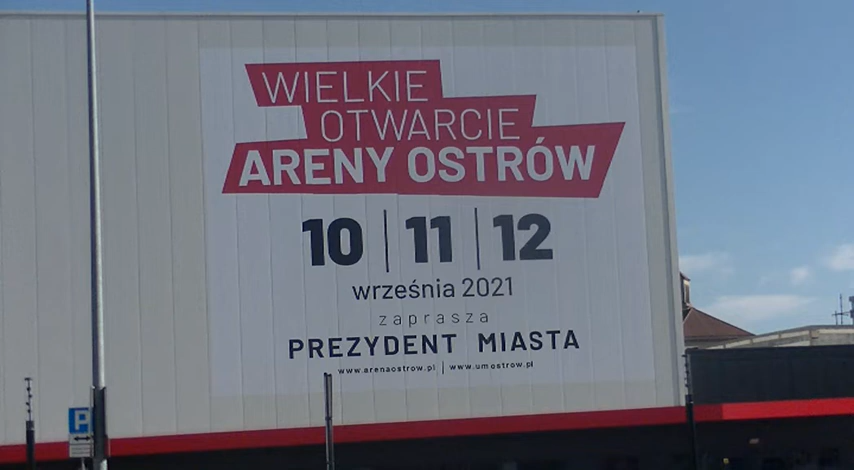 WIELKIE
OTWARCIE
ARENY OSTRÓW
10 | 11 | 12
września 2021
zaprasza
PREZYDENT MIASTA
www.arenaostrow.pl | www.umostrow.pl
P